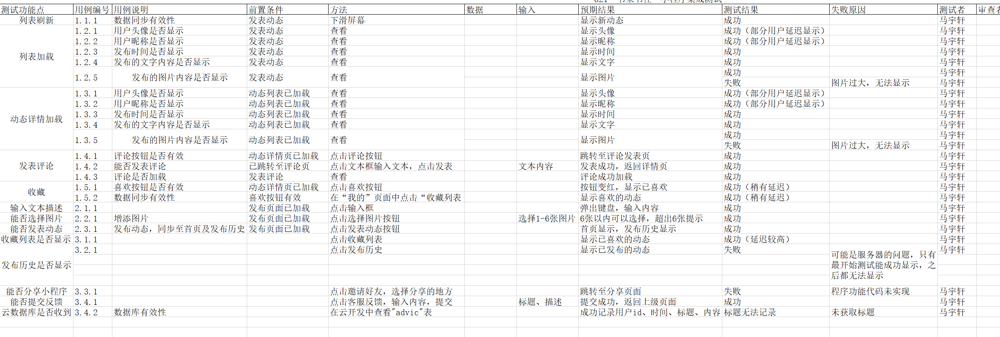 测试功能点 用例编号 用例说明 前置条件 方法 数据 输入 预期结果 测试结果 失败原因 测试者 审查者
列表刷新 1.1.1 数据同步有效性 发表动态 下滑屏幕 显示新动态 成功 马宇轩
列表加载 1.2.1 用户头像是否显示 发表动态 查看 显示头像 成功（部分用户延迟显示） 马宇轩
1.2.2 用户昵称是否显示 发表动态 查看 显示昵称 成功（部分用户延迟显示） 马宇轩
1.2.3 发布时间是否显示 发表动态 查看 显示时间 成功 马宇轩
1.2.4 发布的文字内容是否显示 发表动态 查看 显示文字 成功 马宇轩
1.2.5 发布的图片内容是否显示 发表动态 查看 显示图片 成功 马宇轩
失败 图片过大，无法显示 马宇轩
动态详情加载 1.3.1 用户头像是否显示 动态列表已加载 查看 显示头像 成功（部分用户延迟显示） 马宇轩
1.3.2 用户昵称是否显示 动态列表已加载 查看 显示昵称 成功（部分用户延迟显示） 马宇轩
1.3.3 发布时间是否显示 动态列表已加载 查看 显示时间 成功 马宇轩
1.3.4 发布的文字内容是否显示 动态列表已加载 查看 显示文字 成功 马宇轩
1.3.5 发布的图片内容是否显示 动态列表已加载 查看 显示图片 成功 马宇轩
失败 图片过大，无法显示 马宇轩
发表评论 1.4.1 评论按钮是否有效 动态详情页已加载 点击评论按钮 跳转至评论发表页 成功 马宇轩
1.4.2 能否发表评论 已跳转至评论页 点击文本框输入文本，点击发表 文本内容 发表成功，返回详情页 成功 马宇轩
1.4.3 评论是否加载 发表评论 查看 评论成功加载 成功 马宇轩
收藏 1.5.1 喜欢按钮是否有效 动态详情页已加载 点击喜欢按钮 按钮变红，显示已喜欢 成功（稍有延迟） 马宇轩
1.5.2 数据同步有效性 喜欢按钮有效 在“我的”页面中点击“收藏列表 显示喜欢的动态 成功（稍有延迟） 马宇轩
输入文本描述 2.1.1 发布页面已加载 点击输入框 弹出键盘，输入内容 成功 马宇轩
能否选择图片 2.2.1 增添图片 发布页面已加载 点击选择图片按钮 选择1-6张图片 6张以内可以选择，超出6张提示 成功 马宇轩
能否发表动态 2.3.1 发布动态，同步至首页及发布历史 发布页面已加载 点击发表动态按钮 首页显示，发布历史显示 成功 马宇轩
收藏列表是否显示 3.1.1 点击收藏列表 显示已喜欢的动态 成功（延迟较高） 马宇轩
发布历史是否显示 3.2.1 点击发布历史 显示已发布的动态 失败 马宇轩
可能是服务器的问题，只有
最开始测试能成功显示，之
后都无法显示
能否分享小程序 3.3.1 点击邀请好友，选择分享的地方 跳转至分享页面 失败 程序功能代码未实现 马宇轩
能否提交反馈 3.4.1 点击客服反馈，输入内容，提交 标题、描述 提交成功，返回上级页面 成功 马宇轩
云数据库是否收到 3.4.2 数据库有效性 在云开发中查看"advic"表 成功记录用户id、时间、标题、内容 标题无法记录 未获取标题 马宇轩